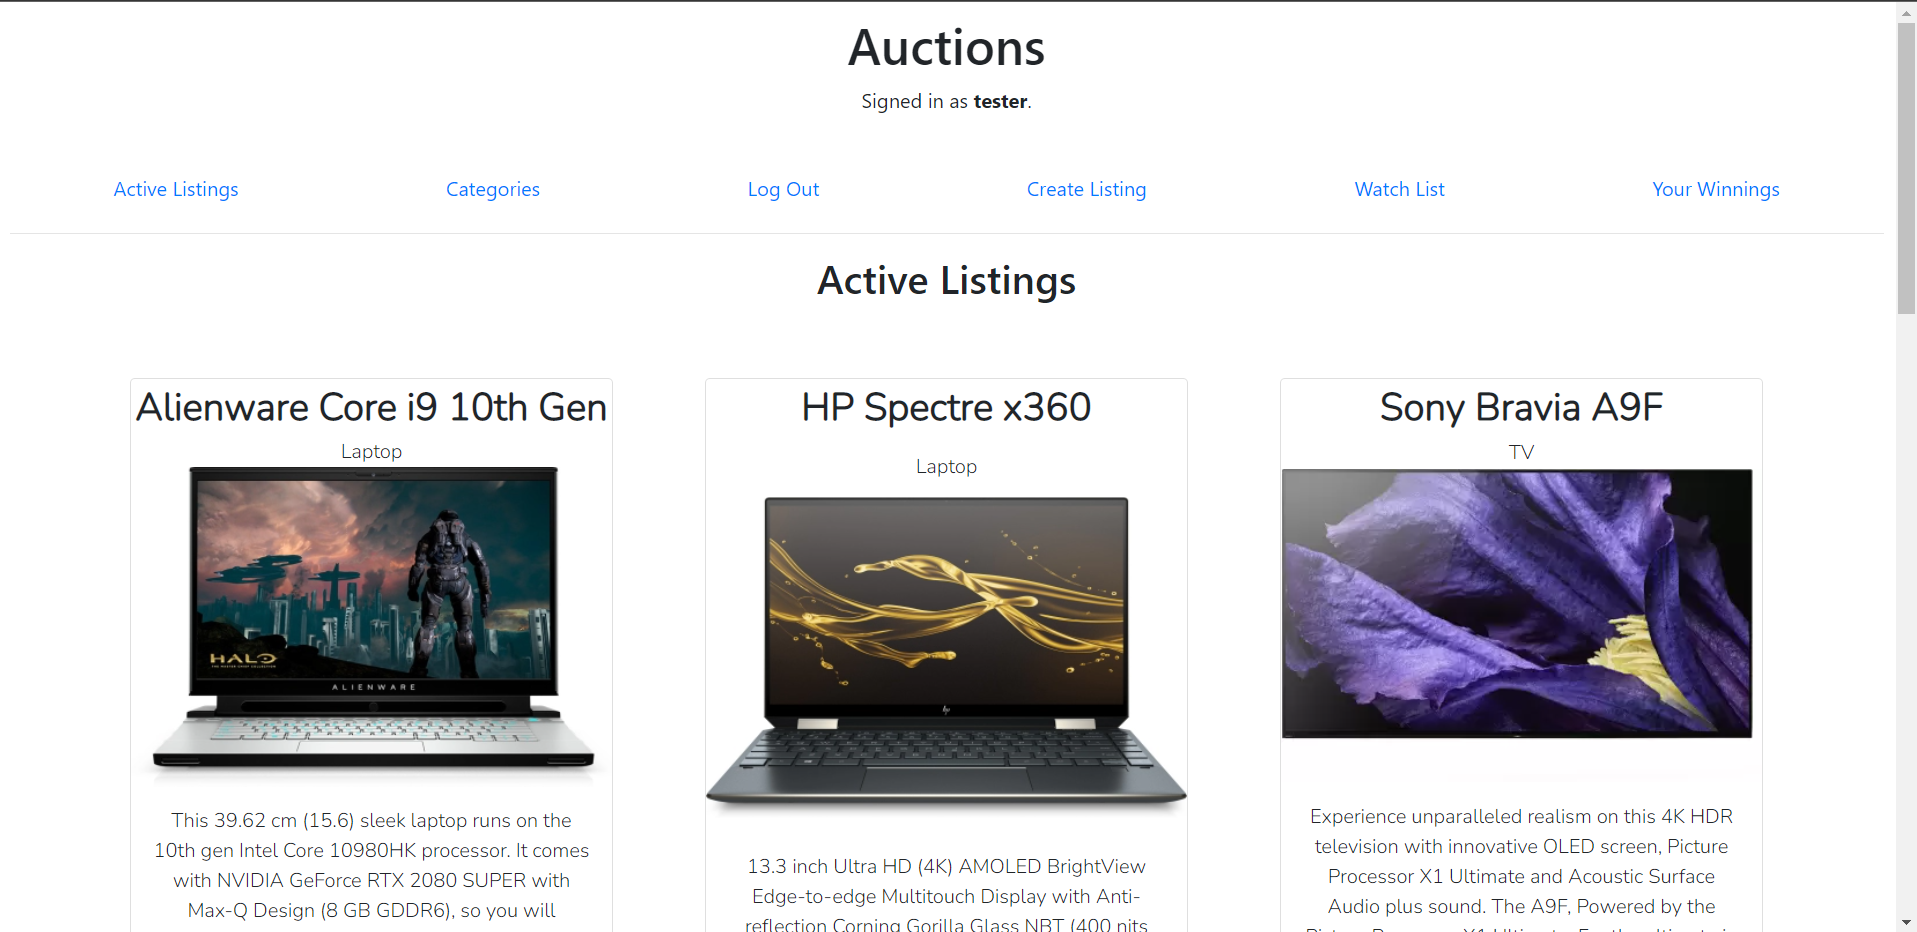 Auctions
Signed in as tester.
Active Listings
Categories
Log Out
Create Listing
Watch List
Your Winnings
Active Listings
Alienware Core i9 10th Gen
Laptop
HALO
ALIENWARE
This 39.62 cm (15.6) sleek laptop runs on the
10th gen Intel Core 10980HK processor. It comes
with NVIDIA GeForce RTX 2080 SUPER with
Max-Q Design (8 GB GDDR6), so you will
HP Spectre x360
Laptop
hp
13.3 inch Ultra HD (4K) AMOLED BrightView
Edge-to-edge Multitouch Display with Anti-
reflection Corning Gorilla Glass NBT (400 nits
Sony Bravia A9F
TV
Experience unparalleled realism on this 4K HDR
television with innovative OLED screen, Picture
Processor X1 Ultimate and Acoustic Surface
Audio plus sound. The A9F, Powered by the